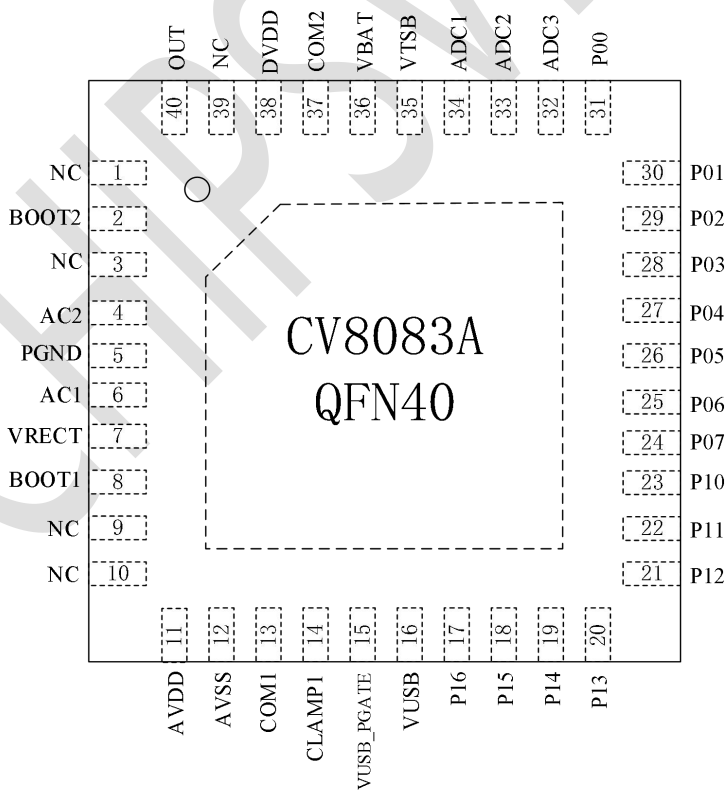 OUT NC DVDD COM2 VBAT VTSB ADC1 ADC2 ADC3 P00
40 39 38 37 36 35 34 33 32 31
NC 1 30 P01
BOOT2 2 29 P02
NC 3 28 P03
AC2 4 27 P04
PGND 5 26 P05
AC1 6 25 P06
VRECT 7 24 P07
BOOT1 8 23 P10
NC 9 22 P11
NC 10 21 P12
CV8083A
QFN40
11 12 13 14 15 16 17 18 19 20
AVDD AVSS COM1 CLAMP1 VUSB_PGATE VUSB P16 P15 P14 P13